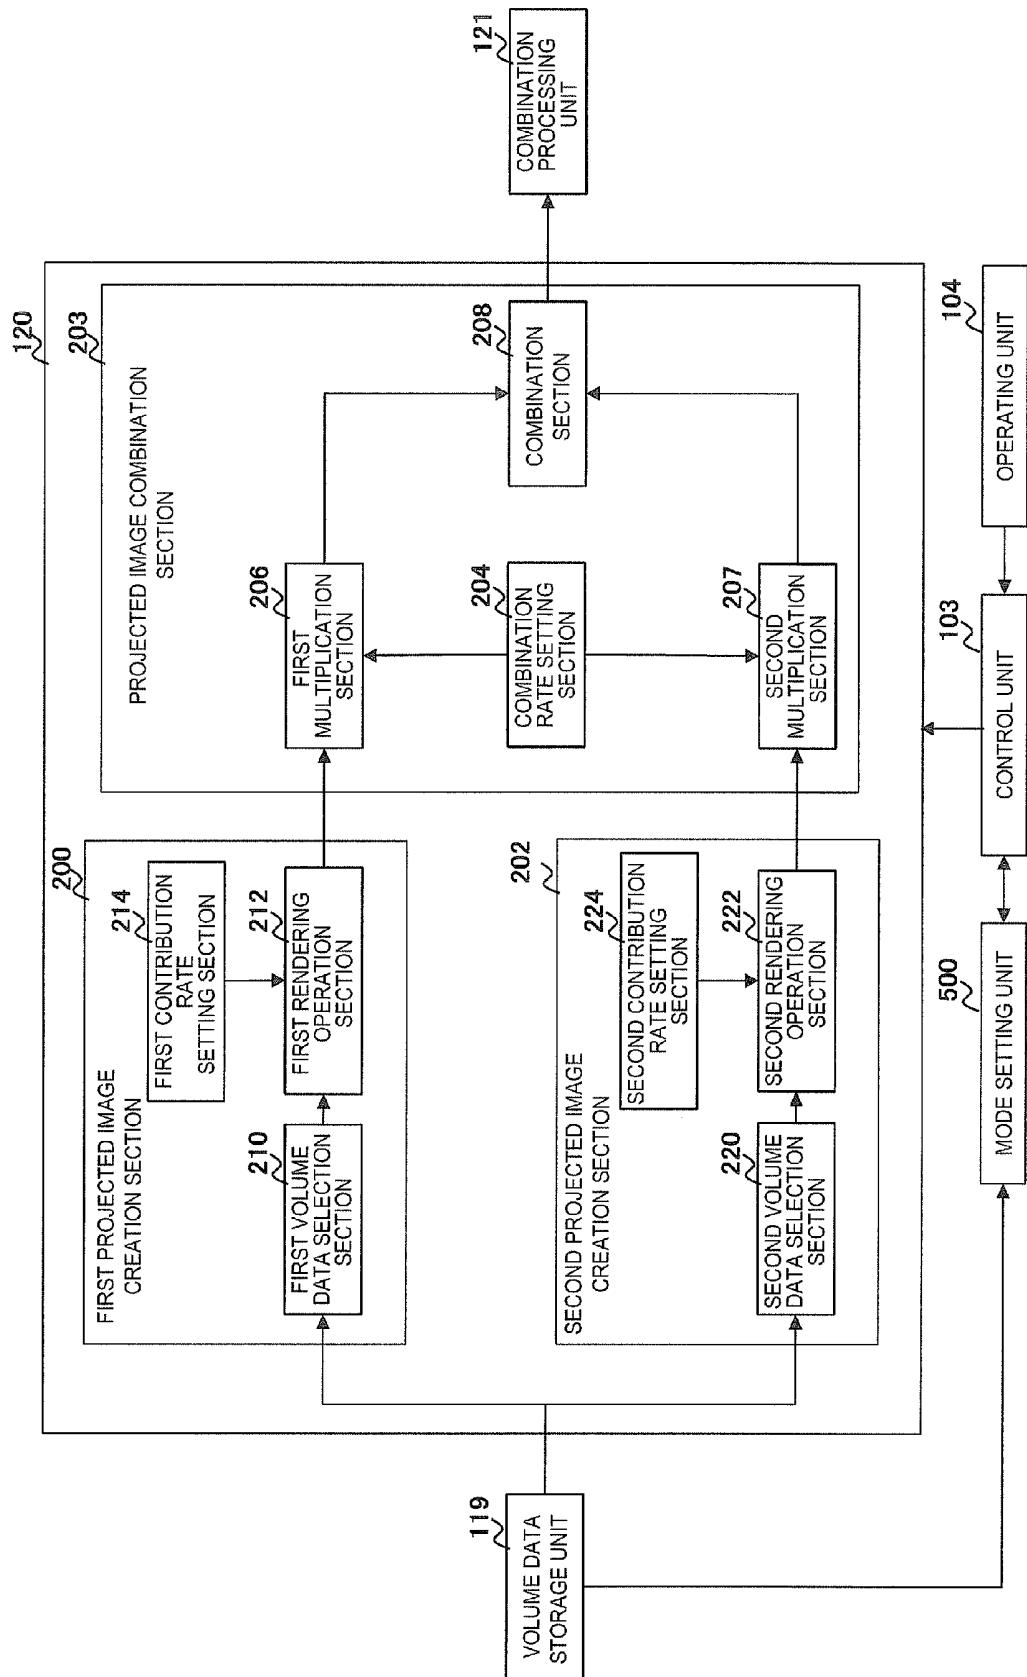 120
203
PROJECTED IMAGE COMBINATION
SECTION
121
COMBINATION
PROCESSING
UNIT
200
FIRST PROJECTED IMAGE
CREATION SECTION
214
FIRST CONTRIBUTION
RATE
SETTING SECTION
210
FIRST VOLUME
DATA SELECTION
SECTION
212
FIRST RENDERING
OPERATION
SECTION
206
FIRST
MULTIPLICATION
SECTION
204
COMBINATION
RATE SETTING
SECTION
208
COMBINATION
SECTION
119
VOLUME DATA
STORAGE UNIT
202
SECOND PROJECTED IMAGE
CREATION SECTION
224
SECOND CONTRIBUTION
RATE SETTING
SECTION
220
SECOND VOLUME
DATA SELECTION
SECTION
222
SECOND RENDERING
OPERATION
SECTION
207
SECOND
MULTIPLICATION
SECTION
500
MODE SETTING UNIT
103
CONTROL UNIT
104
OPERATING UNIT